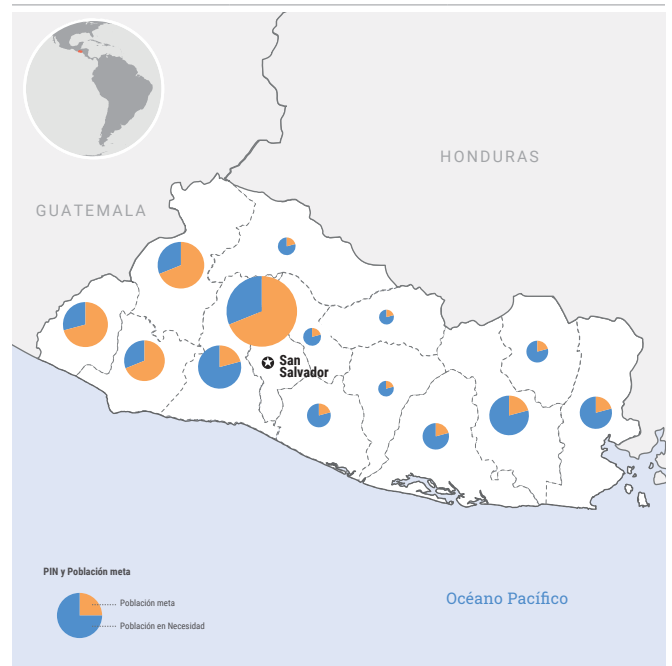 HONDURAS
GUATEMALA
San
Salvador
PIN y Población meta
Población meta
Población en Necesidad
Océano Pacífico